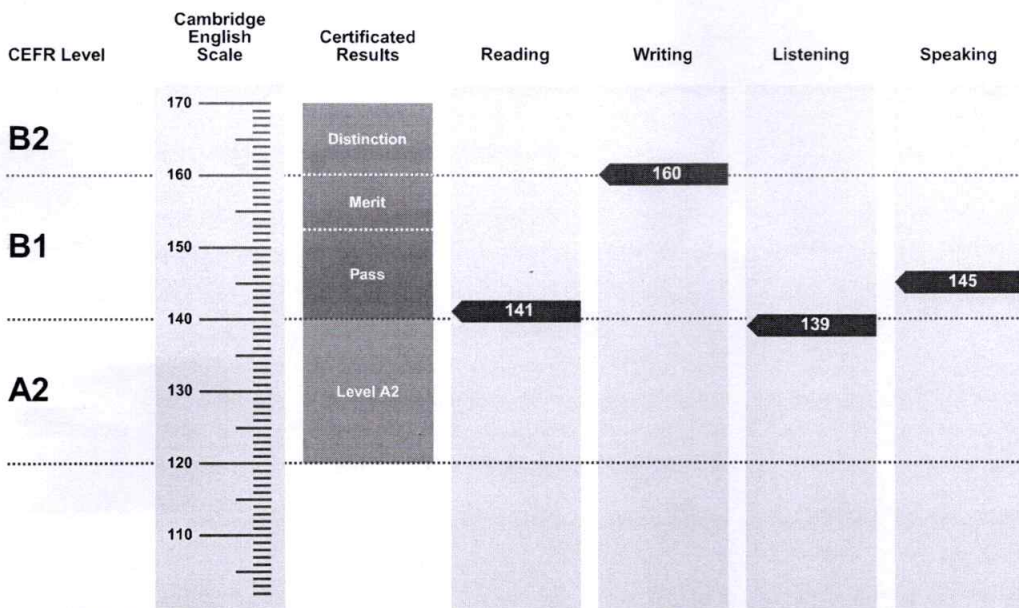 CEFR Level
Cambridge
English
Scale
Certificated
Results
Reading
Writing
Listening
Speaking
B2
B1
A2
170
160
150
140
130
120
110
Distinction
Merit
Pass
Level A2
141
160
139
145